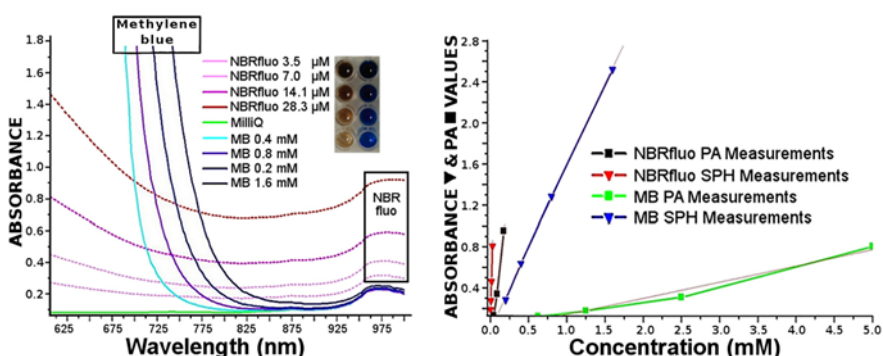 Methylene
blue
1.8
1.6
1.4
1.2
1.0
0.8
0.6
0.4
0.2
ABSORBANCE
NBRfluo 3.5 μM
NBRfluo 7.0 μM
NBRfluo 14.1 μM
NBRfluo 28.3 μM
MilliQ
MB 0.4 mM
MB 0.8 mM
MB 0.2 mM
MB 1.6 mM
NBR
fluo
625 675 725 775 825 875 925 975
Wavelength (nm)
ABSORBANCE ▼ & PA ■ VALUES
2.8
2.4
2.0
1.6
1.2
0.8
0.4
NBRfluo PA Measurements
NBRfluo SPH Measurements
MB PA Measurements
MB SPH Measurements
0.0 0.5 1.0 1.5 2.0 2.5 3.0 3.5 4.0 4.5 5.0
Concentration (mM)